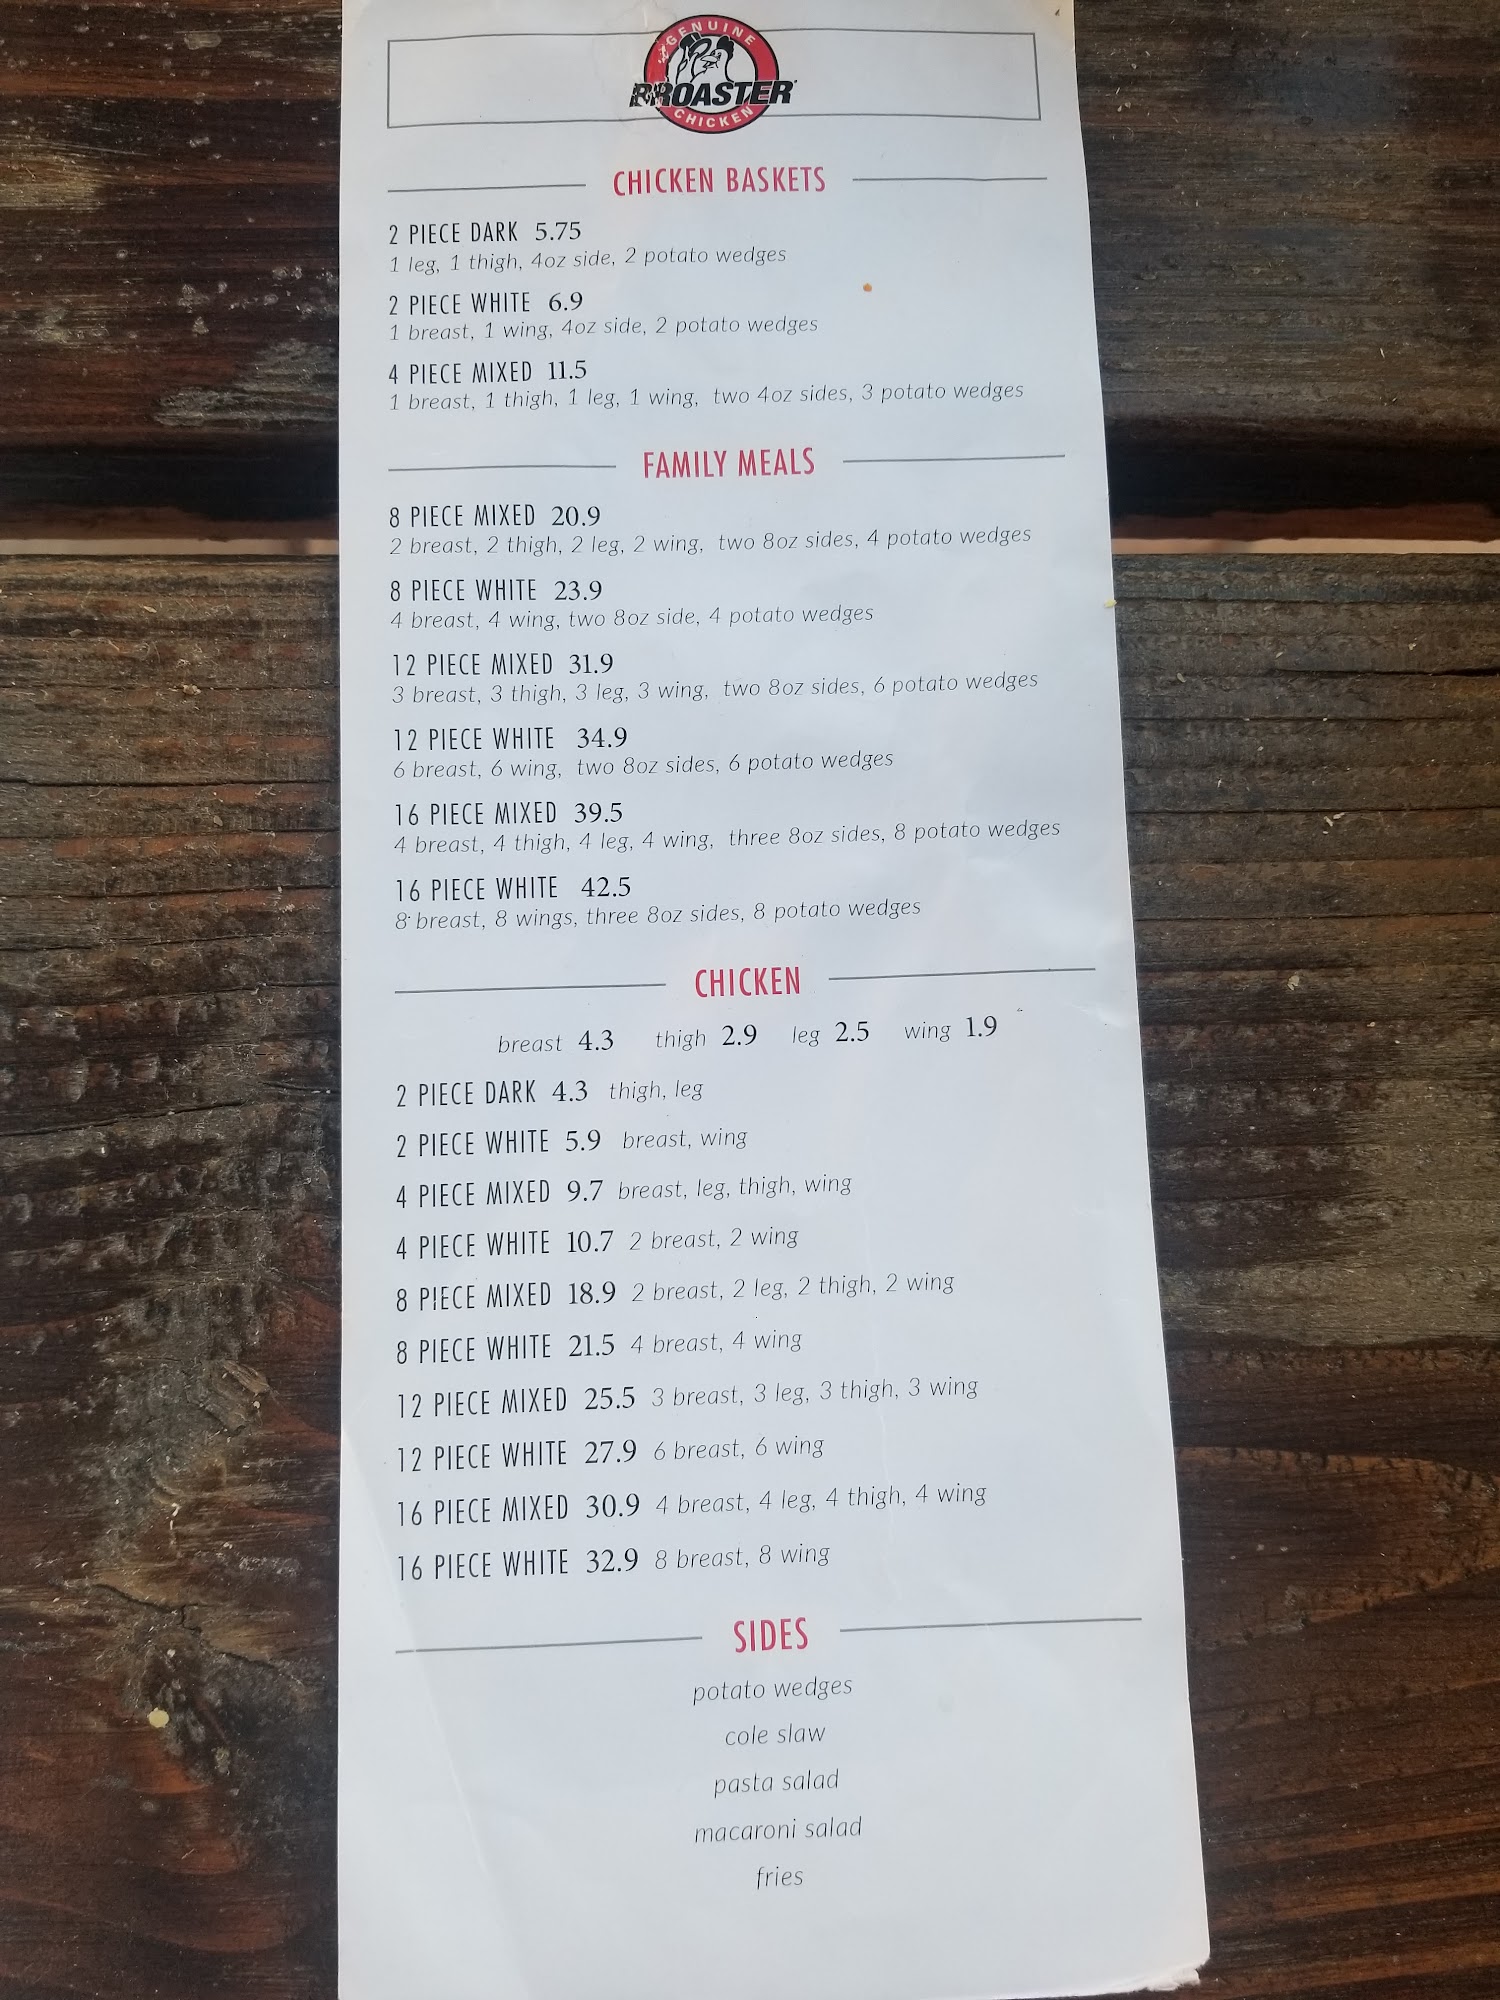 GENUINE
BROASTER
CHICKEN
CHICKEN BASKETS
2 PIECE DARK 5.75
1 leg, 1 thigh, 4oz side, 2 potato wedges
2 PIECE WHITE 6.9
1 breast, 1 wing, 4oz side, 2 potato wedges
4 PIECE MIXED 11.5
1 breast, 1 thigh, 1 leg, 1 wing, two 4oz sides, 3 potato wedges
FAMILY MEALS
8 PIECE MIXED 20.9
2 breast, 2 thigh, 2 leg, 2 wing, two 8oz sides, 4 potato wedges
8 PIECE WHITE 23.9
4 breast, 4 wing, two 8oz side, 4 potato wedges
12 PIECE MIXED 31.9
3 breast, 3 thigh, 3 leg, 3 wing, two 8oz sides, 6 potato wedges
12 PIECE WHITE 34.9
6 breast, 6 wing, two 8oz sides, 6 potato wedges
16 PIECE MIXED 39.5
4 breast, 4 thigh, 4 leg, 4 wing, three 8oz sides, 8 potato wedges
16 PIECE WHITE 42.5
8 breast, 8 wings, three 8oz sides, 8 potato wedges
CHICKEN
breast 4.3 thigh 2.9 leg 2.5 wing 1.9
2 PIECE DARK 4.3 thigh, leg
2 PIECE WHITE 5.9 breast, wing
4 PIECE MIXED 9.7 breast, leg, thigh, wing
4 PIECE WHITE 10.7 2 breast, 2 wing
8 PIECE MIXED 18.9 2 breast, 2 leg, 2 thigh, 2 wing
8 PIECE WHITE 21.5 4 breast, 4 wing
12 PIECE MIXED 25.5 3 breast, 3 leg, 3 thigh, 3 wing
12 PIECE WHITE 27.9 6 breast, 6 wing
16 PIECE MIXED 30.9 4 breast, 4 leg, 4 thigh, 4 wing
16 PIECE WHITE 32.9 8 breast, 8 wing
SIDES
potato wedges
cole slaw
pasta salad
macaroni salad
fries